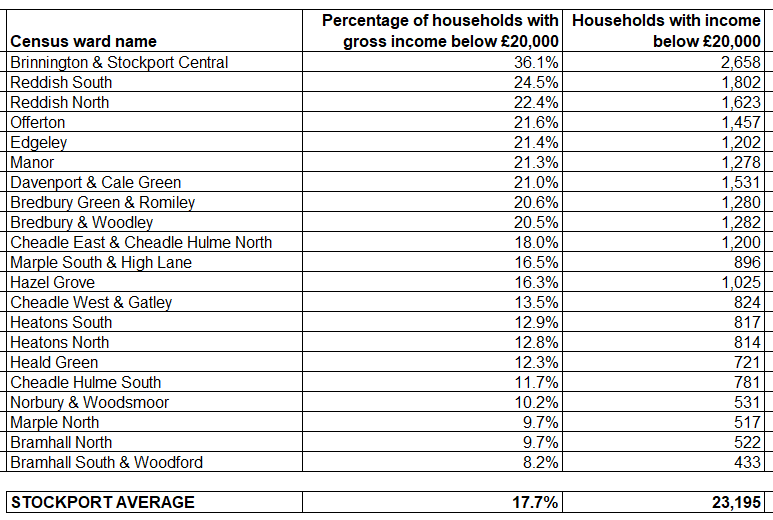 Percentage of households with Households with income
Census ward name gross income below £20,000 below £20,000
Brinnington & Stockport Central 36.1% 2,658
Reddish South 24.5% 1,802
Reddish North 22.4% 1,623
Offerton 21.6% 1,457
Edgeley 21.4% 1,202
Manor 21.3% 1,278
Davenport & Cale Green 21.0% 1,531
Bredbury Green & Romiley 20.6% 1,280
Bredbury & Woodley 20.5% 1,282
Cheadle East & Cheadle Hulme North 18.0% 1,200
Marple South & High Lane 16.5% 896
Hazel Grove 16.3% 1,025
Cheadle West & Gatley 13.5% 824
Heatons South 12.9% 817
Heatons North 12.8% 814
Heald Green 12.3% 721
Cheadle Hulme South 11.7% 781
Norbury & Woodsmoor 10.2% 531
Marple North 9.7% 517
Bramhall North 9.7% 522
Bramhall South & Woodford 8.2% 433
STOCKPORT AVERAGE 17.7% 23,195